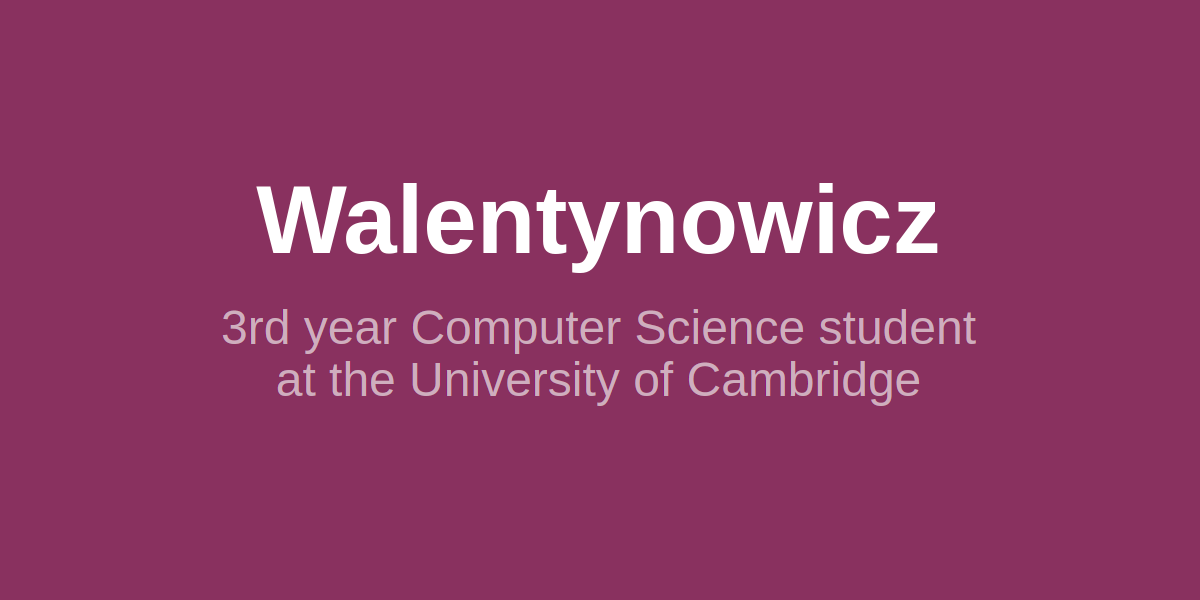 Walentynowicz
3rd year Computer Science student
at the University of Cambridge